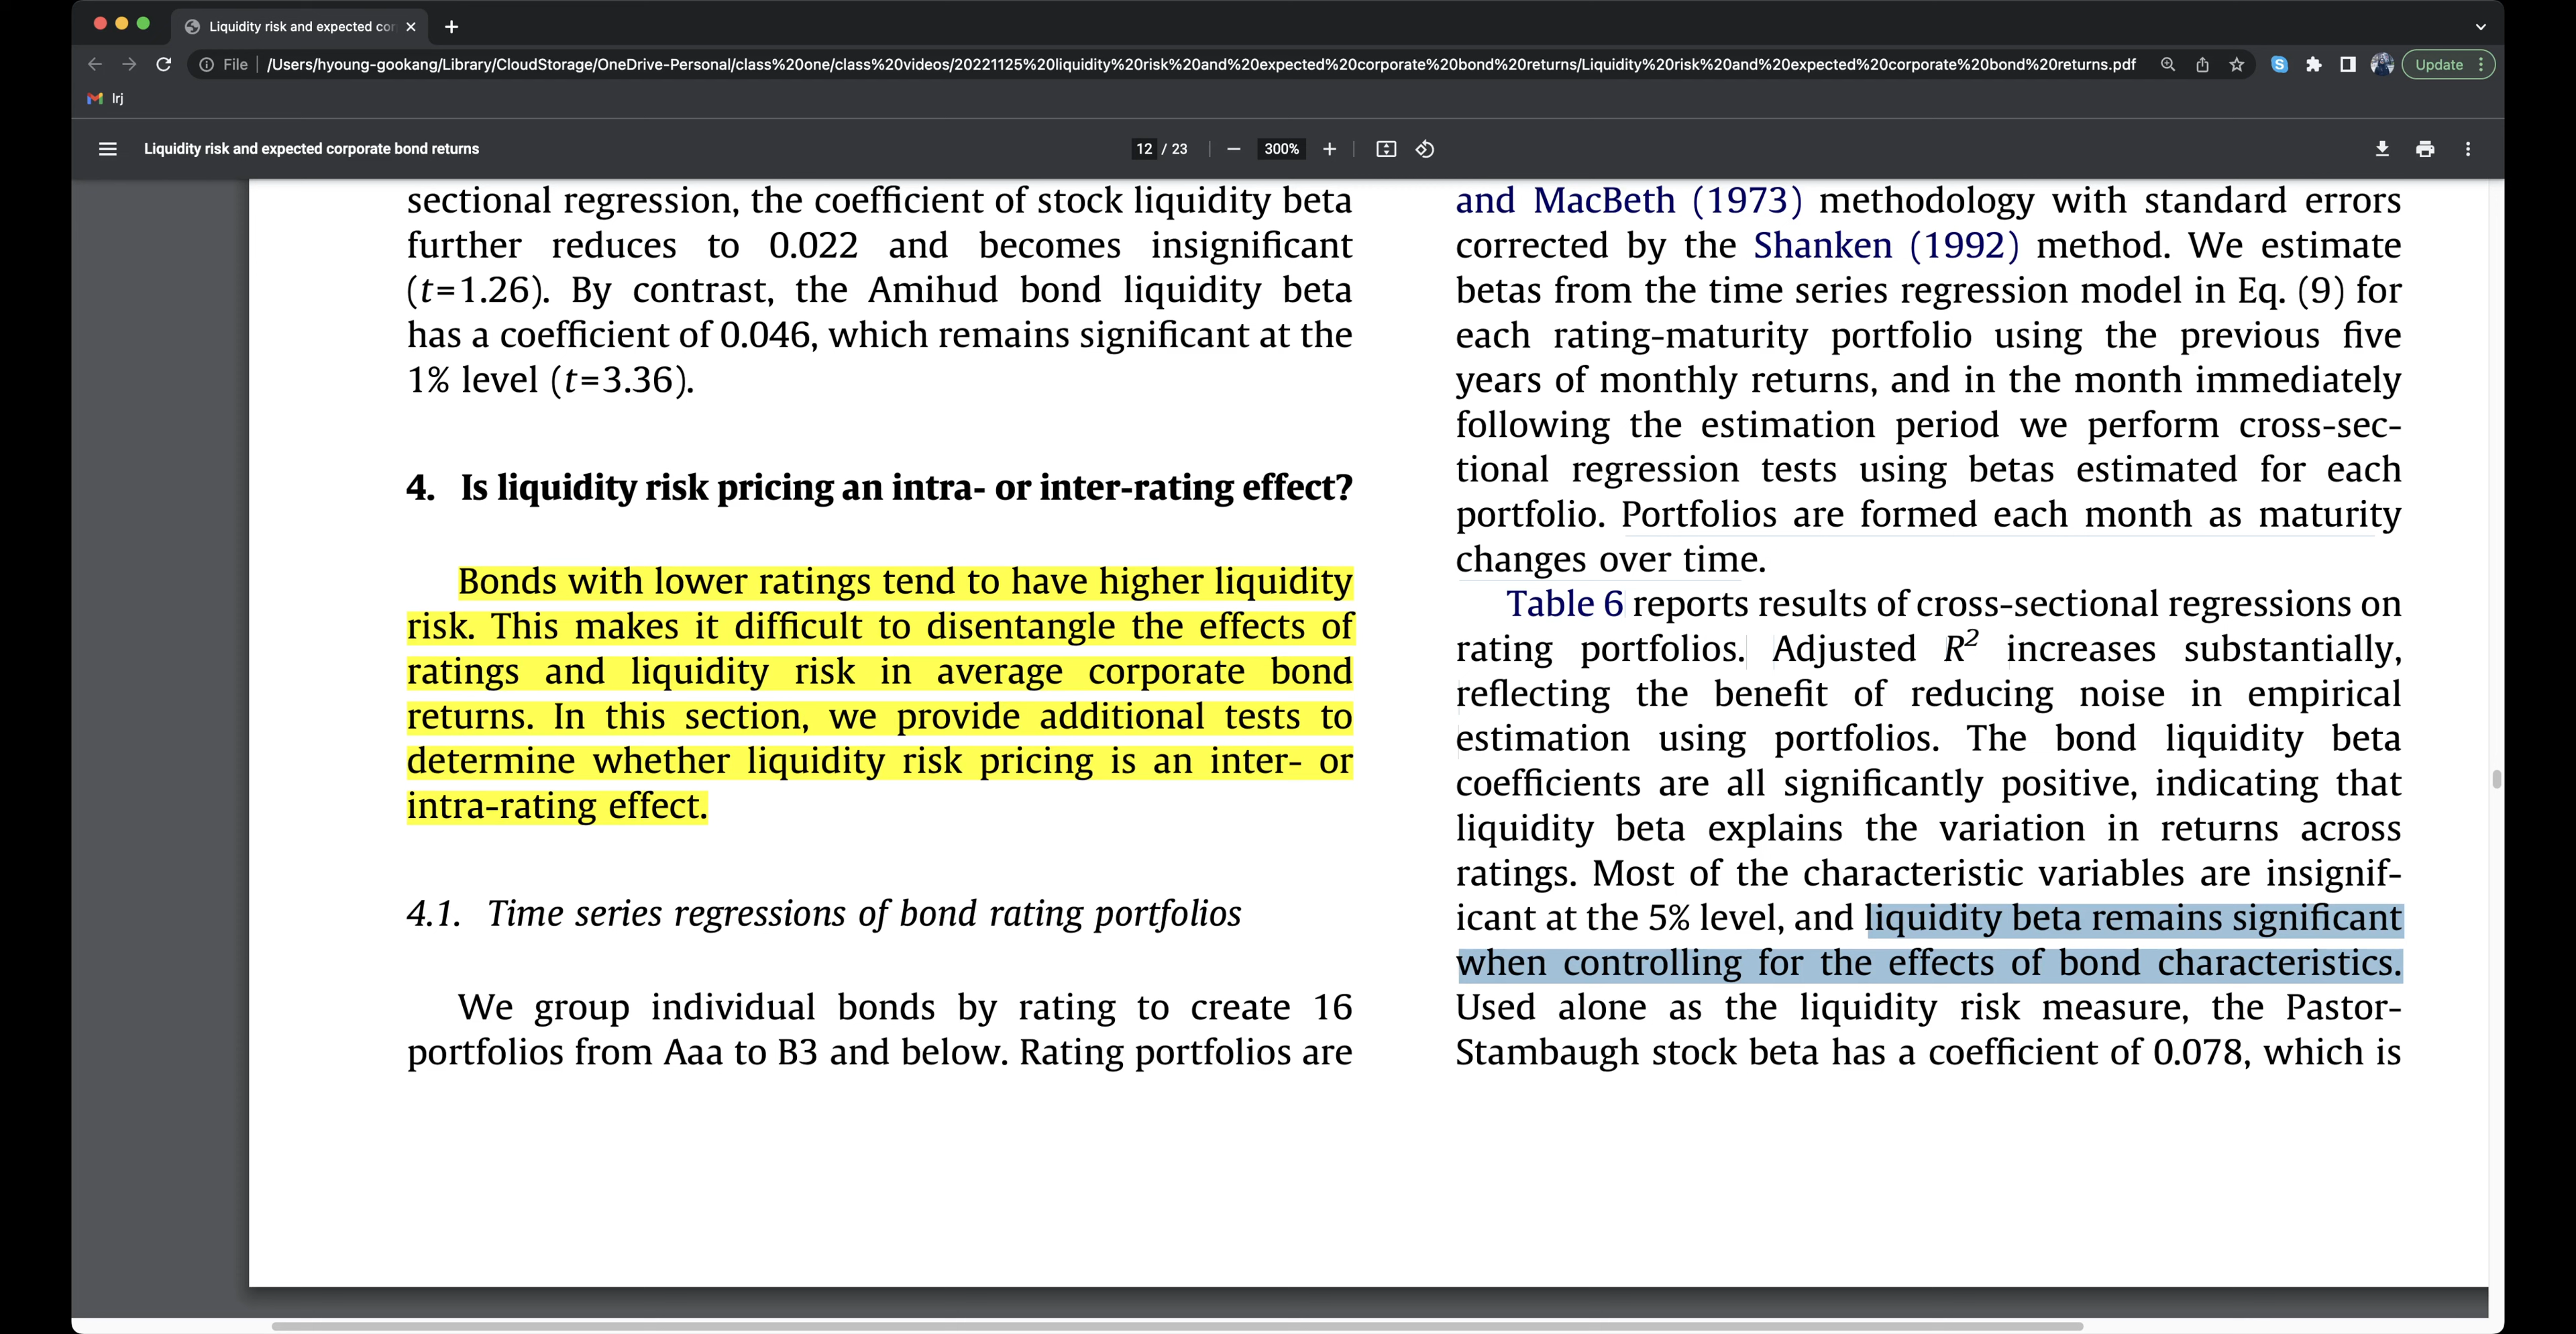 Liquidity risk and expected cor
File
/Users/hyoung-gookang/Library/CloudStorage/OneDrive-Personal/class%20one/class%20videos/20221125%20liquidity%20risk%20and%20expected%20corporate%20bond%20returns/Liquidity%20risk%20and%20expected%20corporate%20bond%20returns.pdf
Update
lrj
Liquidity risk and expected corporate bond returns
12 / 23
300%
sectional regression, the coefficient of stock liquidity beta
further reduces to 0.022 and becomes insignificant
(t=1.26). By contrast, the Amihud bond liquidity beta
has a coefficient of 0.046, which remains significant at the
1% level (t=3.36).
4. Is liquidity risk pricing an intra- or inter-rating effect?
Bonds with lower ratings tend to have higher liquidity
risk. This makes it difficult to disentangle the effects of
ratings and liquidity risk in average corporate bond
returns. In this section, we provide additional tests to
determine whether liquidity risk pricing is an inter- or
intra-rating effect.
4.1. Time series regressions of bond rating portfolios
We group individual bonds by rating to create 16
portfolios from Aaa to B3 and below. Rating portfolios are
and MacBeth (1973) methodology with standard errors
corrected by the Shanken (1992) method. We estimate
betas from the time series regression model in Eq. (9) for
each rating-maturity portfolio using the previous five
years of monthly returns, and in the month immediately
following the estimation period we perform cross-sec-
tional regression tests using betas estimated for each
portfolio. Portfolios are formed each month as maturity
changes over time.
Table 6 reports results of cross-sectional regressions on
rating portfolios. Adjusted R² increases substantially,
reflecting the benefit of reducing noise in empirical
estimation using portfolios. The bond liquidity beta
coefficients are all significantly positive, indicating that
liquidity beta explains the variation in returns across
ratings. Most of the characteristic variables are insignif-
icant at the 5% level, and liquidity beta remains significant
when controlling for the effects of bond characteristics.
Used alone as the liquidity risk measure, the Pastor-
Stambaugh stock beta has a coefficient of 0.078, which is